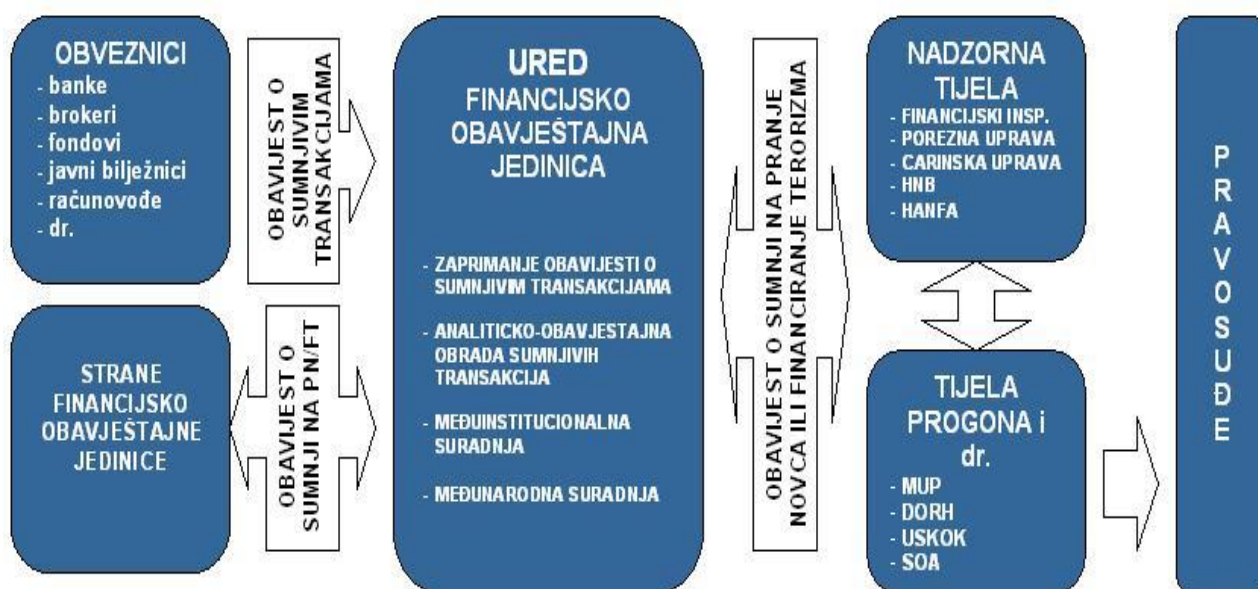 OBVEZNICI
- banke
- brokeri
- fondovi
- javni bilježnici
- računovođe
- dr.
OBAVIJEST O
SUMNJIVIM
TRANSAKCIJAMA
STRANE
FINANCIJSKO
OBAVJEŠTAJNE
JEDINICE
OBAVIJEST O
SUMNJI NA PN/FT
URED
FINANCIJSKO
OBAVJEŠTAJNA
JEDINICA
- ZAPRIMANJE OBAVIJESTI O
SUMNJIVIM TRANSAKCIJAMA
- ANALITICKO-OBAVJESTAJNA
OBRADA SUMNJIVIH
TRANSAKCIJA
- MEĐUINSTITUCIONALNA
SURADNJA
- MEĐUNARODNA SURADNJA
OBAVIJEST O SUMNJI NA PRANJE
NOVCA ILI FINANCIRANJE TERORIZMA
NADZORNA
TIJELA
- FINANCIJSKI INSP.
- POREZNA UPRAVA
- CARINSKA UPRAVA
- HNB
- HANFA
TIJELA
PROGONA i
dr.
- MUP
- DORH
- USKOK
- SOA
PRAVOSUĐE